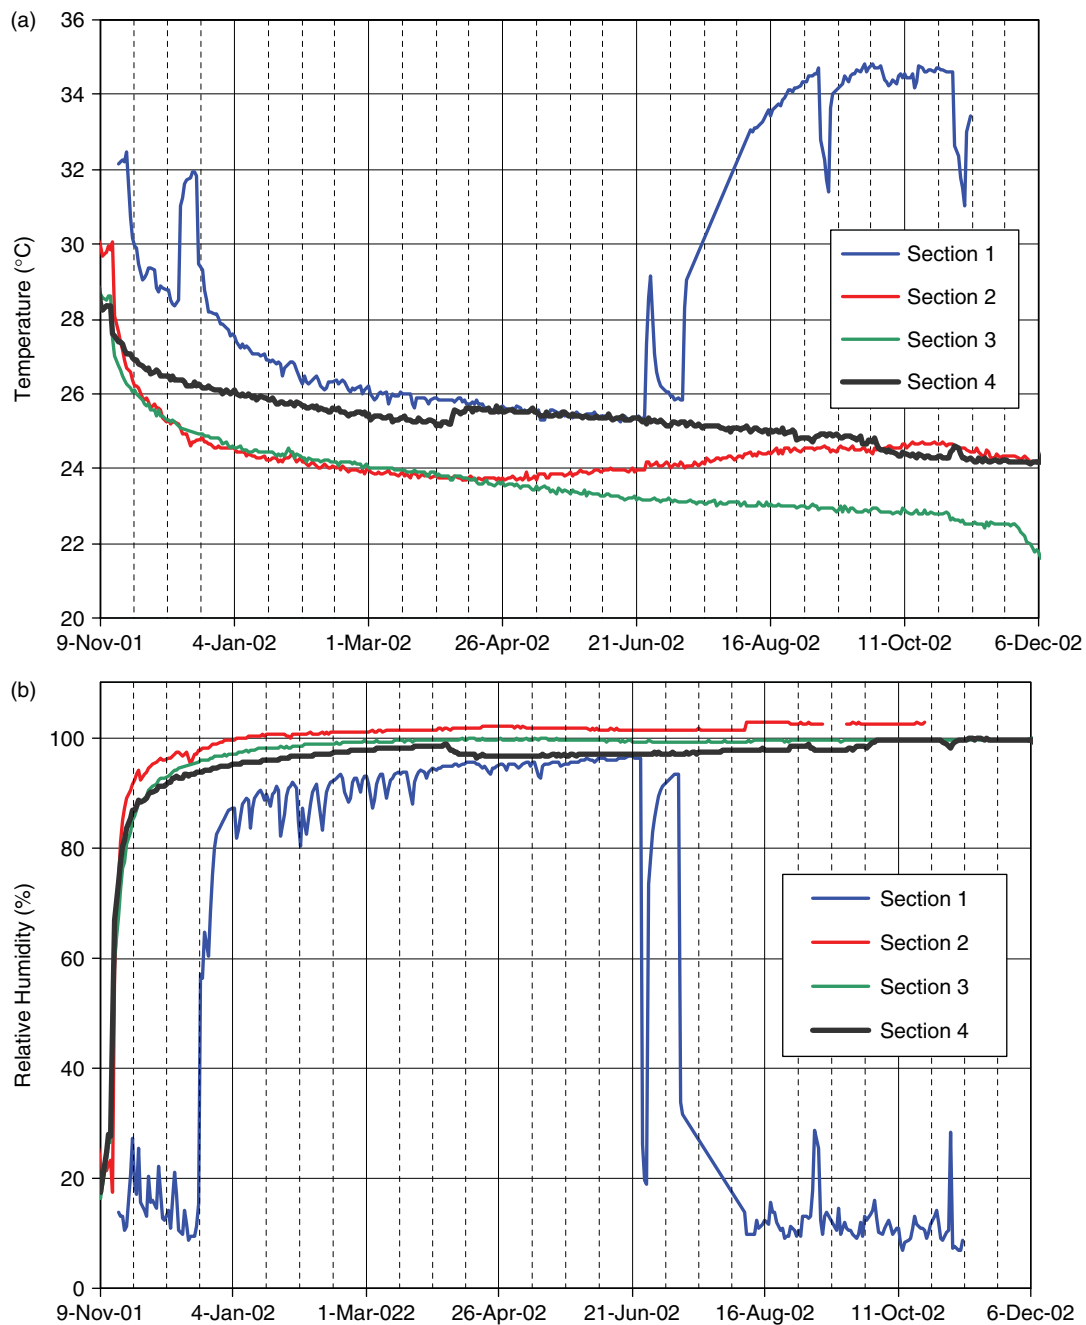 (a)
36
34
32
30
28
26
24
22
20
Temperature (°C)
Section 1
Section 2
Section 3
Section 4
9-Nov-01 4-Jan-02 1-Mar-02 26-Apr-02 21-Jun-02 16-Aug-02 11-Oct-02 6-Dec-02
(b)
100
80
60
40
20
0
Relative Humidity (%)
Section 1
Section 2
Section 3
Section 4
9-Nov-01 4-Jan-02 1-Mar-022 26-Apr-02 21-Jun-02 16-Aug-02 11-Oct-02 6-Dec-02